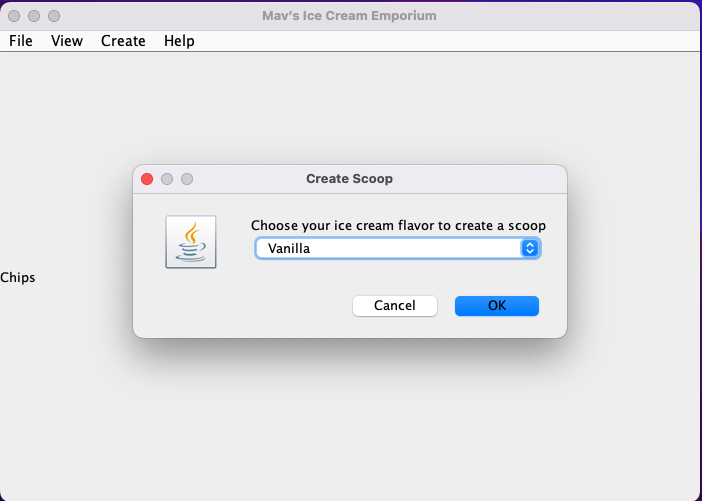 Mav's Ice Cream Emporium
File View Create Help
Create Scoop
Choose your ice cream flavor to create a scoop
Vanilla
Chips
Cancel OK